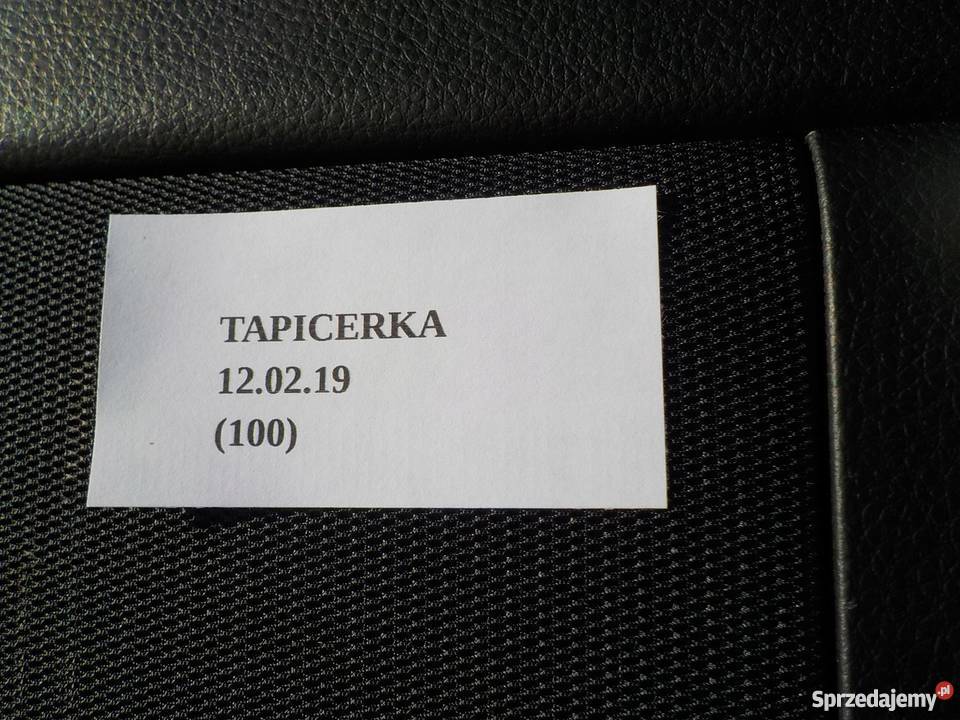 TAPICERKA
12.02.19
(100)
Sprzedajemy.pl